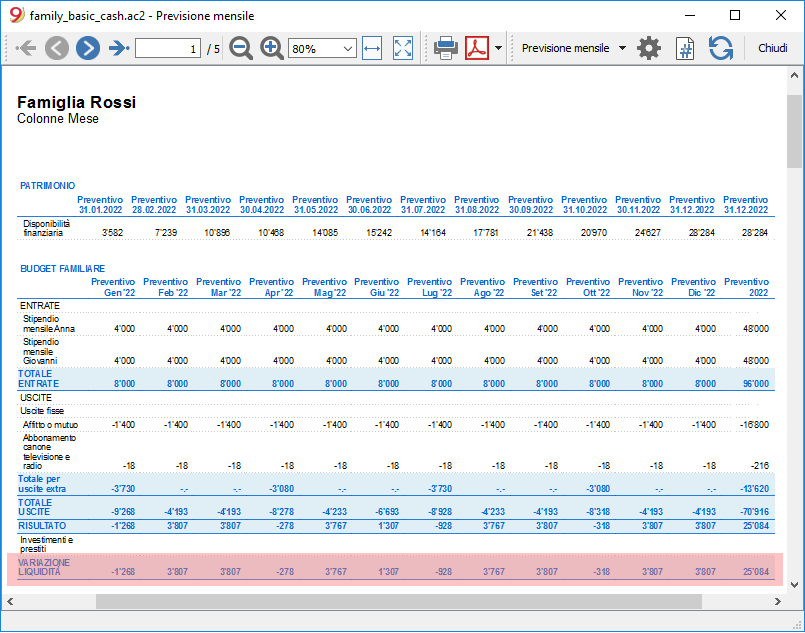 family_basic_cash.ac2 - Previsione mensile
1 / 5 80% Previsione mensile Chiudi
Famiglia Rossi
Colonne Mese
PATRIMONIO
Preventivo Preventivo Preventivo Preventivo Preventivo Preventivo Preventivo Preventivo Preventivo Preventivo Preventivo Preventivo Preventivo
31.01.2022 28.02.2022 31.03.2022 30.04.2022 31.05.2022 30.06.2022 31.07.2022 31.08.2022 30.09.2022 31.10.2022 30.11.2022 31.12.2022 31.12.2022
Disponibilità
finanziaria 3'582 7'239 10'896 10'468 14'085 15'242 14'164 17'781 21'438 20'970 24'627 28'284 28'284
BUDGET FAMILIARE
Preventivo Preventivo Preventivo Preventivo Preventivo Preventivo Preventivo Preventivo Preventivo Preventivo Preventivo Preventivo Preventivo
Gen '22 Feb '22 Mar '22 Apr '22 Mag '22 Giu '22 Lug '22 Ago '22 Set '22 Ott '22 Nov '22 Dic '22 2022
ENTRATE
Stipendio
mensile Anna 4'000 4'000 4'000 4'000 4'000 4'000 4'000 4'000 4'000 4'000 4'000 4'000 48'000
Stipendio
mensile
Giovanni 4'000 4'000 4'000 4'000 4'000 4'000 4'000 4'000 4'000 4'000 4'000 4'000 48'000
TOTALE
ENTRATE 8'000 8'000 8'000 8'000 8'000 8'000 8'000 8'000 8'000 8'000 8'000 8'000 96'000
USCITE
Uscite fisse
Affitto o mutuo -1'400 -1'400 -1'400 -1'400 -1'400 -1'400 -1'400 -1'400 -1'400 -1'400 -1'400 -1'400 -16'800
Abbonamento
canone
televisione e
radio -18 -18 -18 -18 -18 -18 -18 -18 -18 -18 -18 -18 -216
Totale per
uscite extra -3'730 -.- -.- -3'080 -.- -.- -3'730 -.- -.- -3'080 -.- -.- -13'620
TOTALE
USCITE -9'268 -4'193 -4'193 -8'278 -4'233 -6'693 -8'928 -4'233 -4'193 -8'318 -4'193 -4'193 -70'916
RISULTATO -1'268 3'807 3'807 -278 3'767 1'307 -928 3'767 3'807 -318 3'807 3'807 25'084
Investimenti e
prestiti
VARIAZIONE
LIQUIDITÀ -1'268 3'807 3'807 -278 3'767 1'307 -928 3'767 3'807 -318 3'807 3'807 25'084